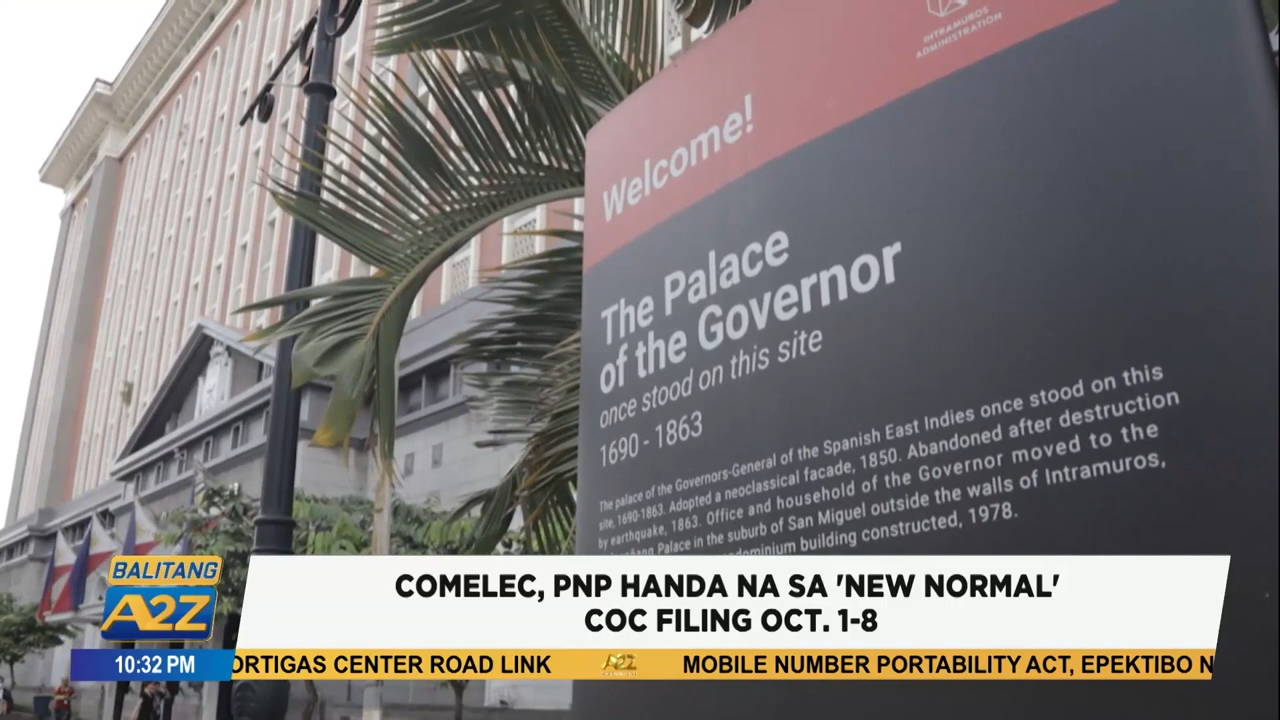 INTRAMUROS
ADMINISTRATION
Welcome!
The Palace
of the Governor
once stood on this site
1690 - 1863
The palace of the Governors-General of the Spanish East Indies once stood on this
site, 1690-1863. Adopted a neoclassical facade, 1850. Abandoned after destruction
by earthquake, 1863. Office and household of the Governor moved to the
Palace in the suburb of San Miguel outside the walls of Intramuros,
building constructed, 1978.
BALITANG
A2Z
COMELEC, PNP HANDA NA SA 'NEW NORMAL'
COC FILING OCT. 1-8
10:32 PM
ORTIGAS CENTER ROAD LINK
A2Z
MOBILE NUMBER PORTABILITY ACT, EPEKTIBO N